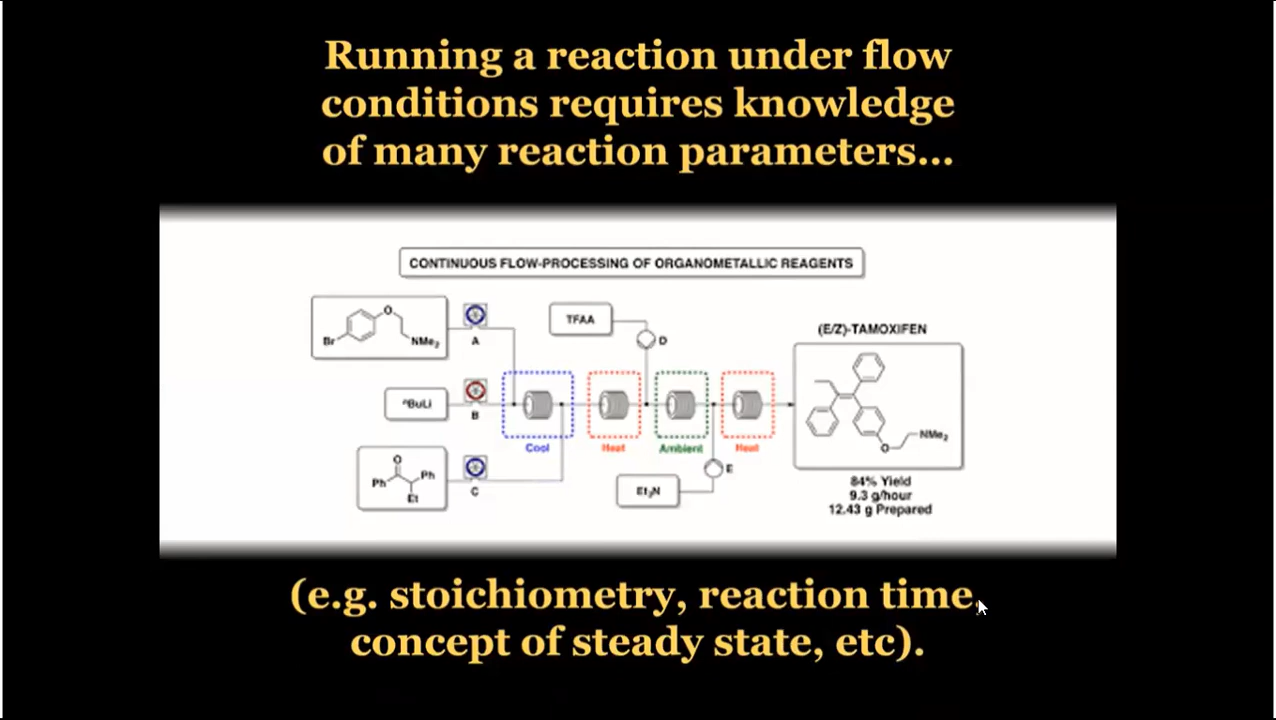 Running a reaction under flow
conditions requires knowledge
of many reaction parameters...
CONTINUOUS FLOW-PROCESSING OF ORGANOMETALLIC REAGENTS
Br
O
NMe₂
A
TFAA
D
(E/Z)-TAMOXIFEN
ⁿBuLi
B
Cool
Heat
Ambient
Heat
O
Ph
Ph
Et
C
Et₃N
E
O
NMe₂
84% Yield
9.3 g/hour
12.43 g Prepared
(e.g. stoichiometry, reaction time,
concept of steady state, etc).